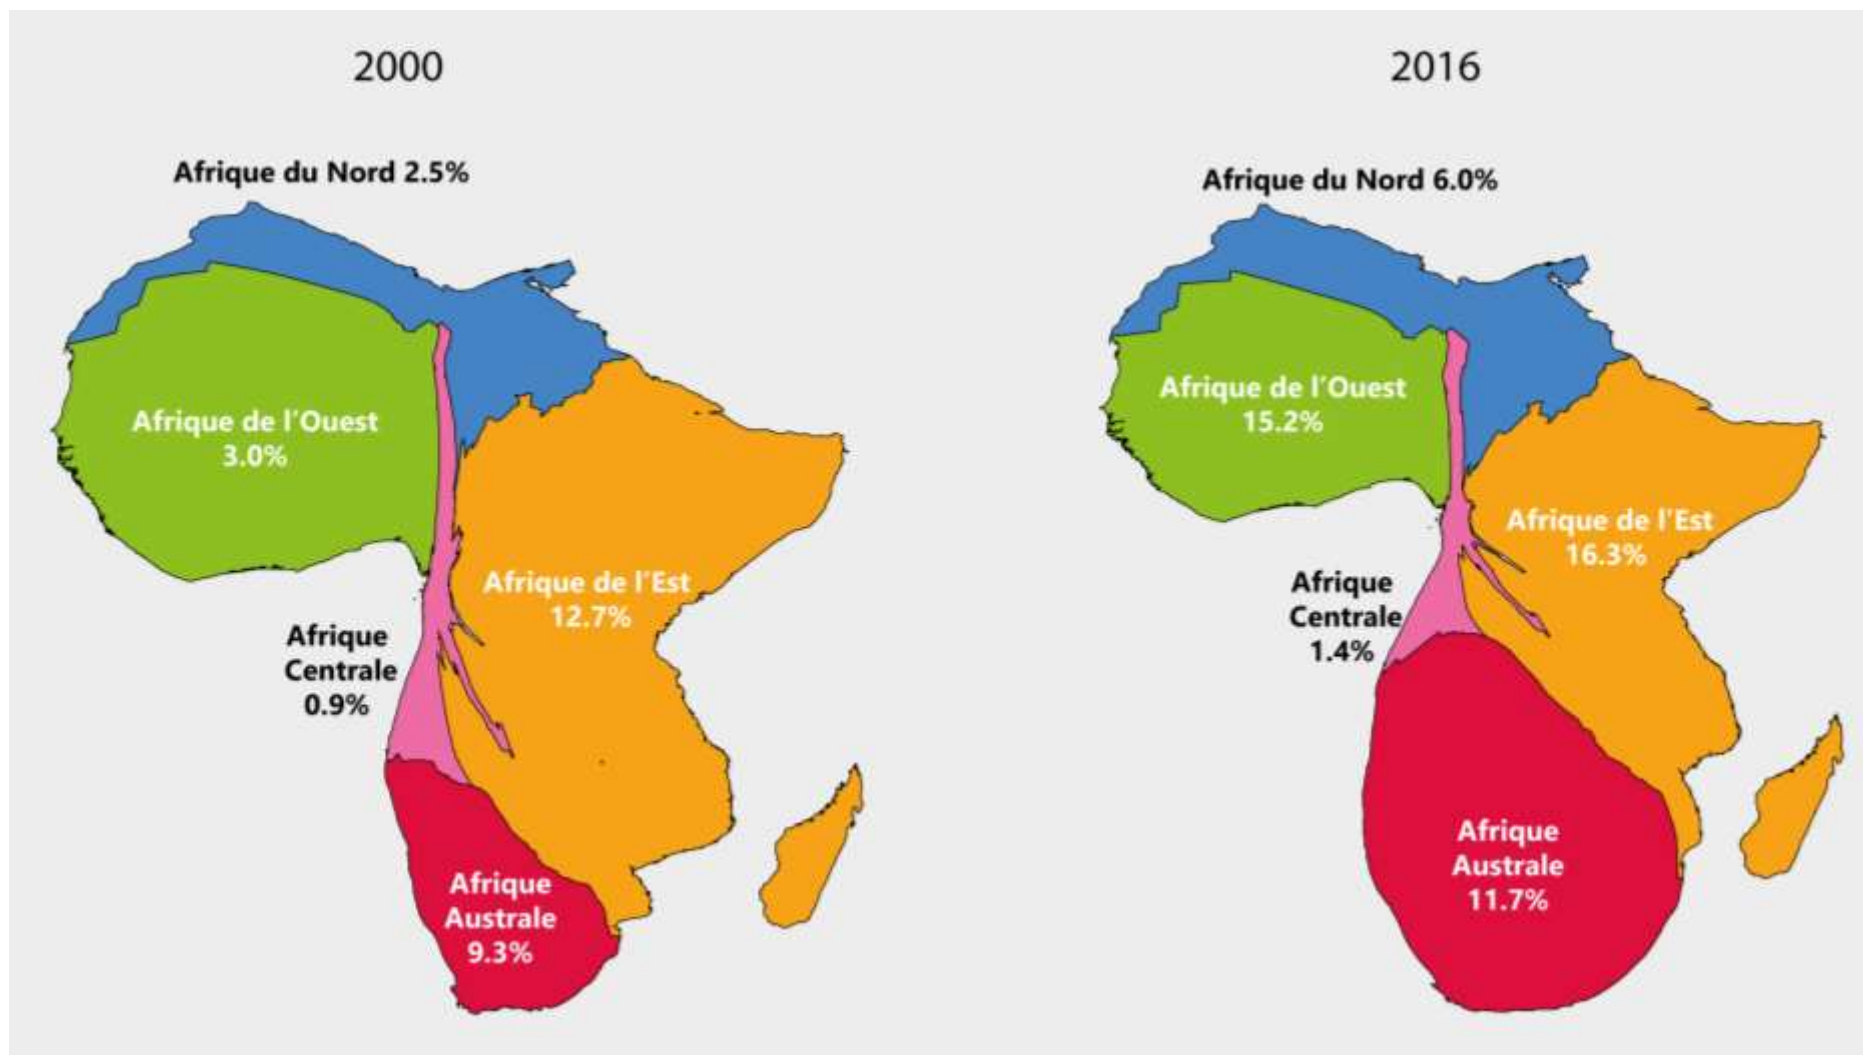 2000
Afrique du Nord 2.5%
Afrique de l'Ouest
3.0%
Afrique de l'Est
12.7%
Afrique
Centrale
0.9%
Afrique
Australe
9.3%
2016
Afrique du Nord 6.0%
Afrique de l'Ouest
15.2%
Afrique de l'Est
16.3%
Afrique
Centrale
1.4%
Afrique
Australe
11.7%